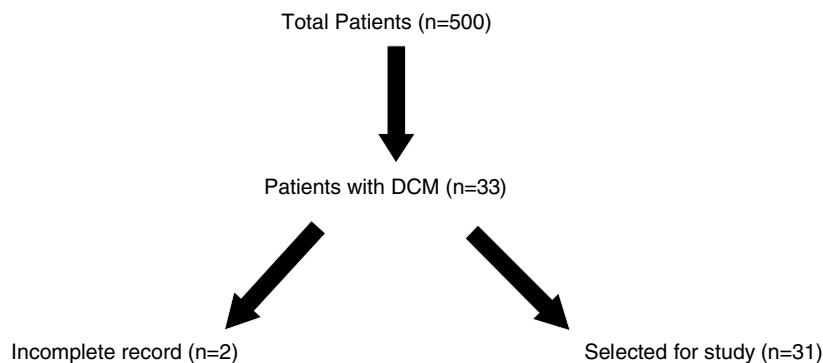 Total Patients (n=500)
Patients with DCM (n=33)
Incomplete record (n=2)
Selected for study (n=31)